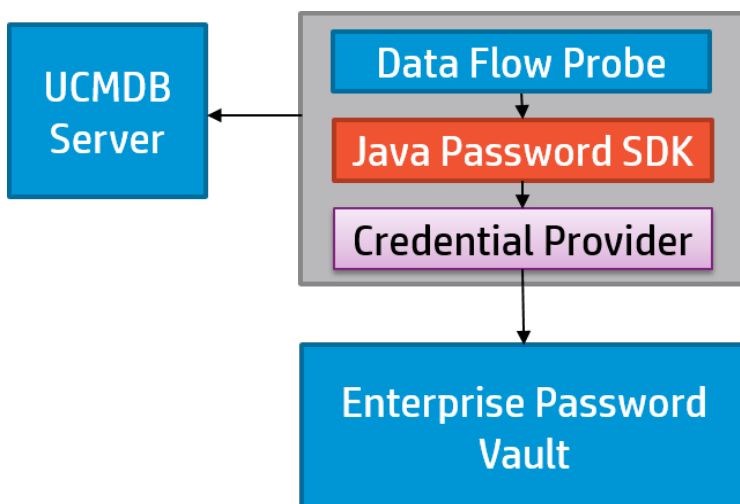 UCMDB
Server
Data Flow Probe
Java Password SDK
Credential Provider
Enterprise Password
Vault